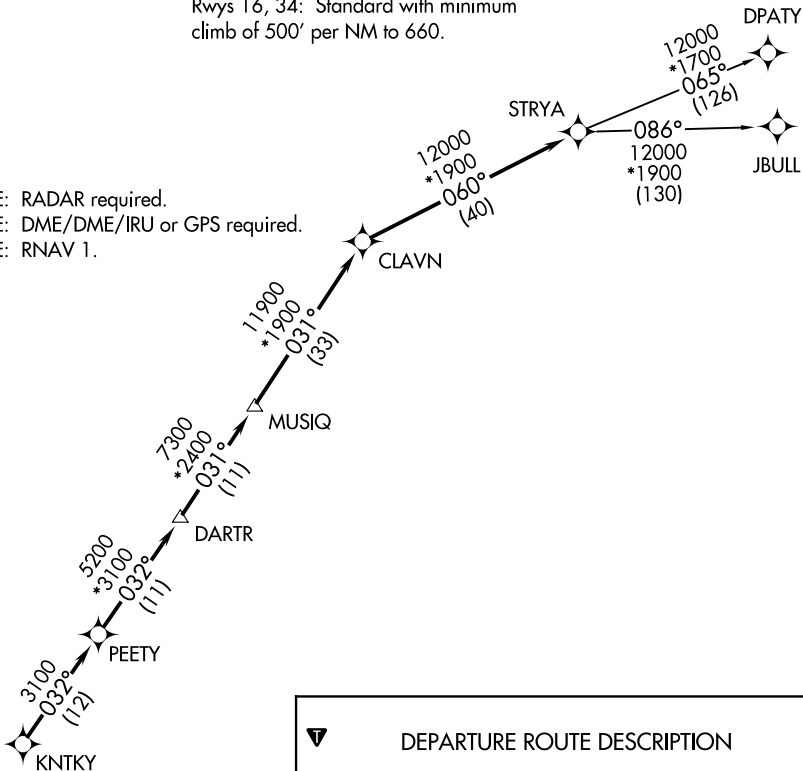 Rwys 16, 34: Standard with minimum
climb of 500' per NM to 660.
DPATY
12000
*1700
065°
(126)
STRYA
086°
12000
*1900
(130)
JBULL
12000
*1900
060°
(40)
E: RADAR required.
E: DME/DME/IRU or GPS required.
E: RNAV 1.
CLAVN
11900
*1900
031°
(33)
MUSIQ
7300
*2400
031°
(11)
DARTR
5200
*3100
032°
(11)
PEETY
3100
032°
(12)
KNTKY
T
DEPARTURE ROUTE DESCRIPTION